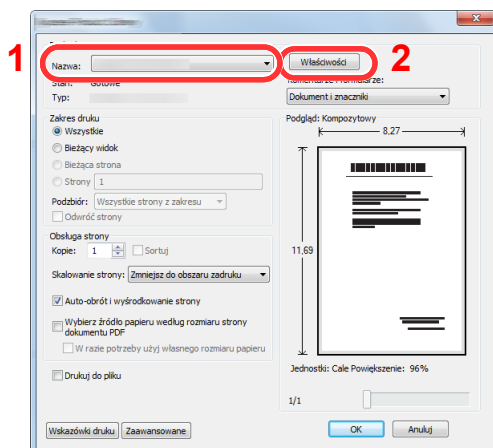 1
2
Nazwa:
Właściwości
Stan: Gotowe
Typ:
Dokument i znaczniki
Zakres druku
Wszystkie
Bieżący widok
Bieżąca strona
Strony 1
Podzbiór: Wszystkie strony z zakresu
Odwróć strony
Obsługa strony
Kopie: 1 Sortuj
Skalowanie strony: Zmniejsz do obszaru zadruku
Auto-obrót i wyśrodkowanie strony
Wybierz źródło papieru według rozmiaru strony
dokumentu PDF
W razie potrzeby użyj własnego rozmiaru papieru
Drukuj do pliku
Podgląd: Kompozytowy
8,27
11,69
Jednostki: Cale Powiększenie: 96%
1/1
Wskazówki druku Zaawansowane
OK Anuluj